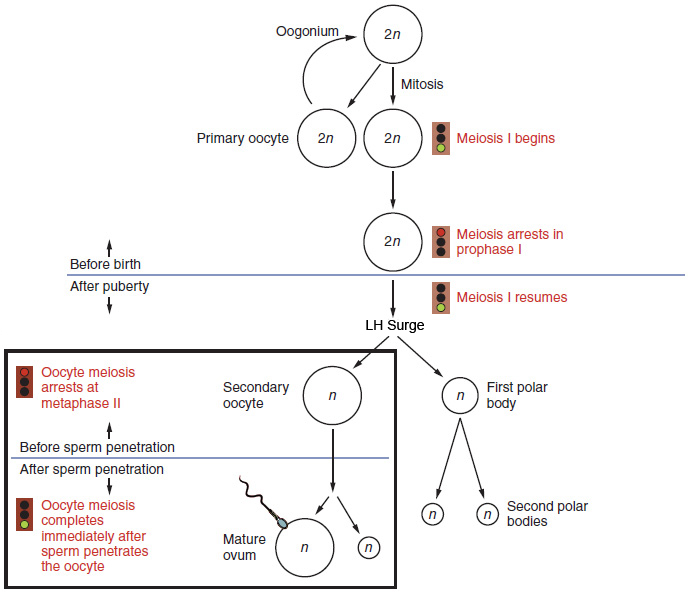 Oogonium
2n
Mitosis
Primary oocyte
2n
2n
Meiosis I begins
2n
Meiosis arrests in
prophase I
Before birth
After puberty
Meiosis I resumes
LH Surge
Oocyte meiosis
arrests at
metaphase II
Secondary
oocyte
n
n
First polar
body
Before sperm penetration
After sperm penetration
Oocyte meiosis
completes
immediately after
sperm penetrates
the oocyte
Mature
ovum
n
n
n
n
Second polar
bodies